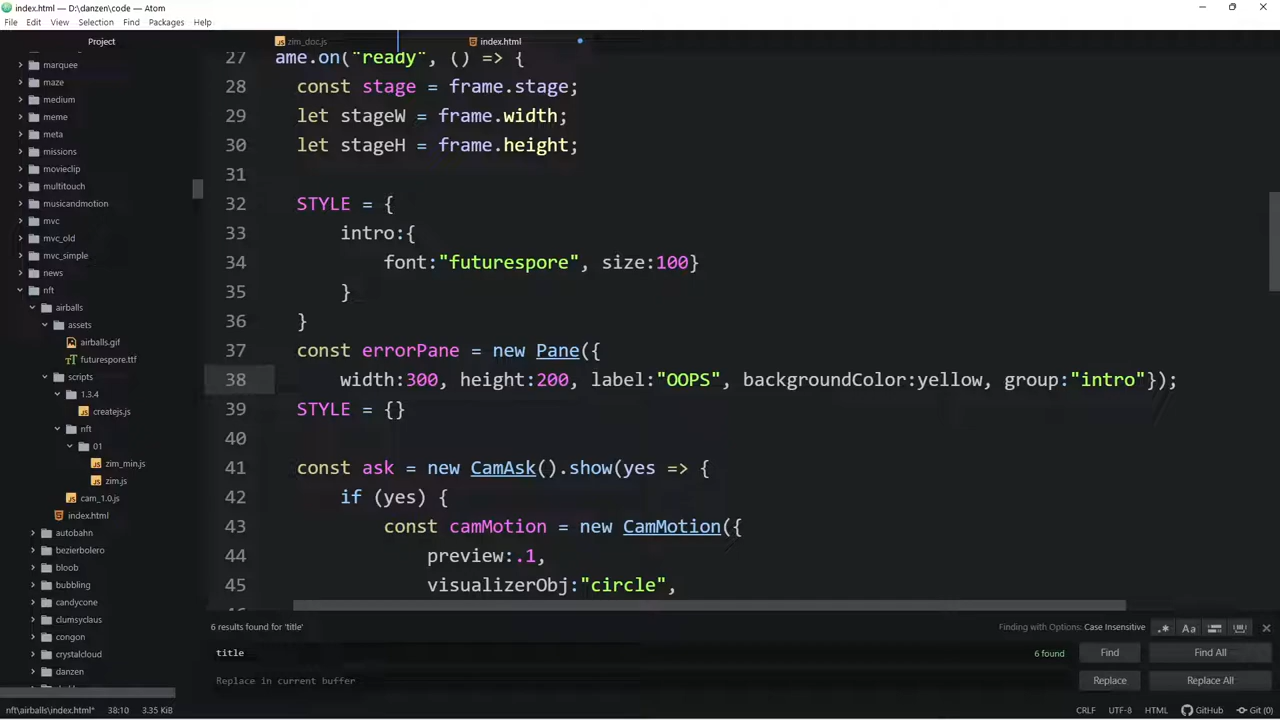 index.html — D:\danzen\code — Atom
File Edit View Selection Find Packages Help
Project
zim_doc.js
index.html
marquee
maze
medium
meme
meta
missions
movieclip
multitouch
musicandmotion
mvc
mvc_old
mvc_simple
news
nft
airballs
assets
airballs.gif
futurespore.ttf
scripts
1.3.4
createjs.js
nft
01
zim_min.js
zim.js
cam_1.0.js
index.html
autobahn
bezierbolero
bloob
bubbling
candycone
clumsyclaus
congon
crystalcloud
danzen
27 ame.on("ready", () => {
28 const stage = frame.stage;
29 let stageW = frame.width;
30 let stageH = frame.height;
31
32 STYLE = {
33 intro:{
34 font:"futurespore", size:100}
35 }
36 }
37 const errorPane = new Pane({
38 width:300, height:200, label:"OOPS", backgroundColor:yellow, group:"intro"});
39 STYLE = {}
40
41 const ask = new CamAsk().show(yes => {
42 if (yes) {
43 const camMotion = new CamMotion({
44 preview:.1,
45 visualizerObj:"circle",
6 results found for 'title'
Finding with Options: Case Insensitive
.* Aa
title
6 found
Find
Find All
Replace in current buffer
Replace
Replace All
nft\airballs\index.html* 38:10 3.35 KiB
CRLF UTF-8 HTML GitHub Git (0)